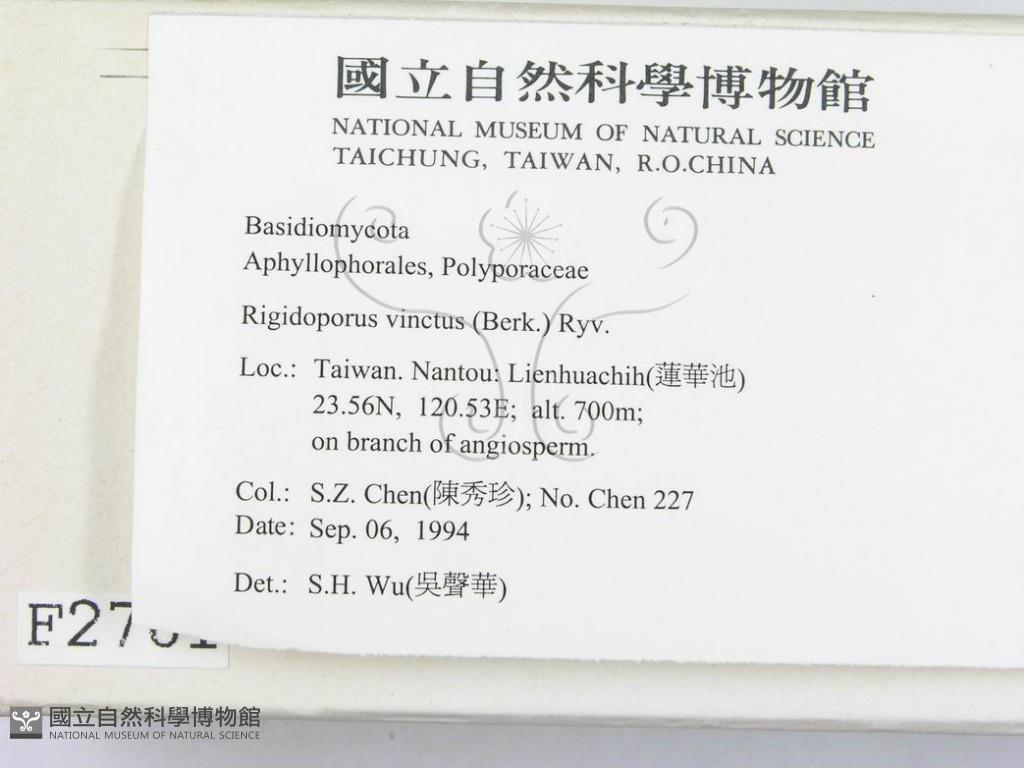 國立自然科學博物館
NATIONAL MUSEUM OF NATURAL SCIENCE
TAICHUNG, TAIWAN, R.O.CHINA
Basidiomycota
Aphyllophorales, Polyporaceae
Rigidoporus vinctus (Berk.) Ryv.
Loc.: Taiwan. Nantou: Lienhuachih(蓮華池)
23.56N, 120.53E; alt. 700m;
on branch of angiosperm.
Col.: S.Z. Chen(陳秀珍); No. Chen 227
Date: Sep. 06, 1994
Det.: S.H. Wu(吳聲華)
國立自然科學博物館
NATIONAL MUSEUM OF NATURAL SCIENCE